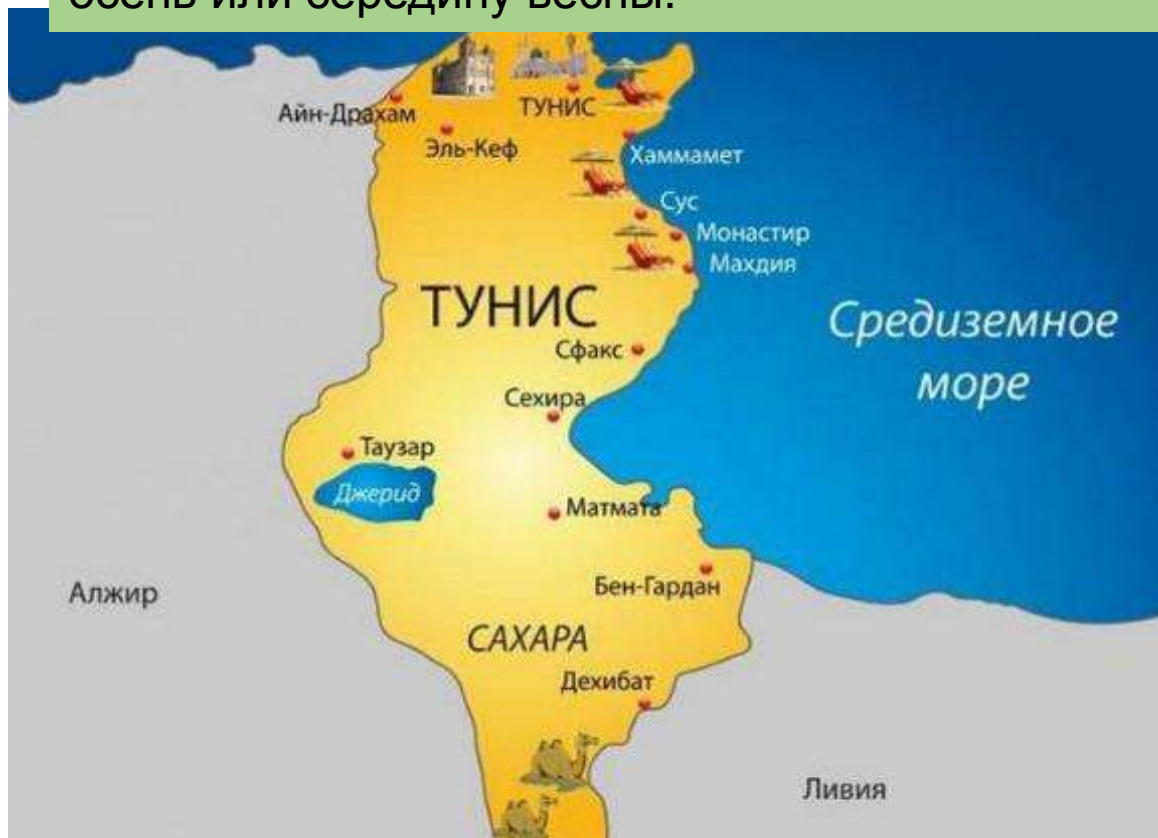 осень или середину весны.
Айн-Драхам
ТУНИС
Эль-Кеф
Хаммамет
Сус
Монастир
Махдия
ТУНИС
Средиземное
море
Сфакс
Сехира
Таузар
Джерид
Матмата
Бен-Гардан
Алжир
САХАРА
Дехибат
Ливия